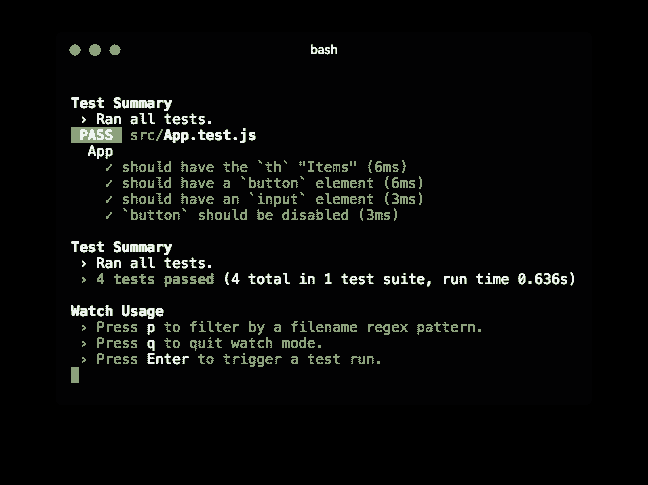 bash
Test Summary
› Ran all tests.
PASS src/App.test.js
App
✓ should have the `th` "Items" (6ms)
✓ should have a `button` element (6ms)
✓ should have an `input` element (3ms)
✓ `button` should be disabled (3ms)
Test Summary
› Ran all tests.
› 4 tests passed (4 total in 1 test suite, run time 0.636s)
Watch Usage
› Press p to filter by a filename regex pattern.
› Press q to quit watch mode.
› Press Enter to trigger a test run.